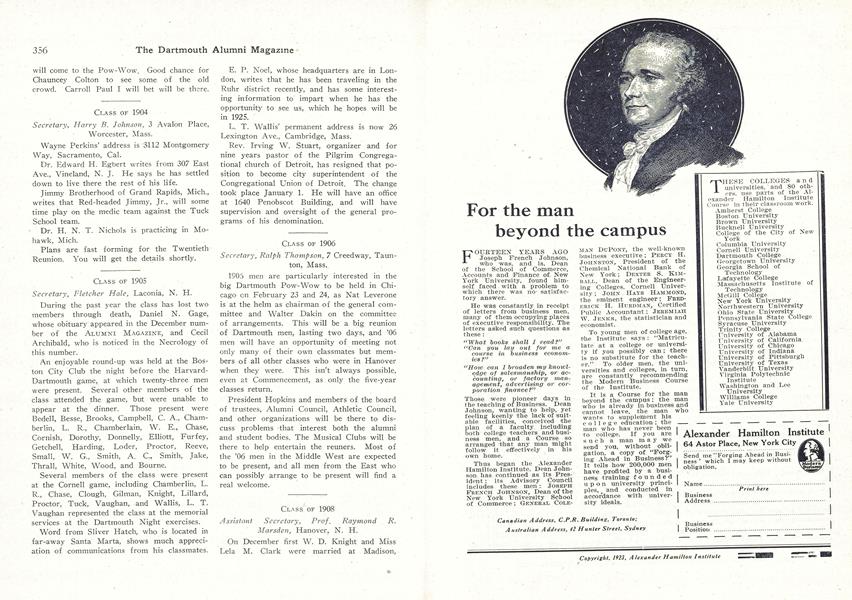 356
The Dartmouth Alumni Magazine
will come to the Pow-Wow. Good chance for
Chauncey Colton to see some of the old
crowd. Carroll Paul I will bet will be there.
CLASS OF 1904
Secretary, Harry B. Johnson, 3 Avalon Place,
Worcester, Mass.
Wayne Perkins' address is 3112 Montgomery
Way, Sacramento, Cal.
Dr. Edward H. Egbert writes from 307 East
Ave., Vineland, N. J. He says he has settled
down to live there the rest of his life.
Jimmy Brotherhood of Grand Rapids, Mich.,
writes that Red-headed Jimmy, Jr., will some
time play on the medic team against the Tuck
School team.
Dr. H. N. T. Nichols is practicing in Mo-
hawk, Mich.
Plans are fast forming for the Twentieth
Reunion. You will get the details shortly.
CLASS OF 1905
Secretary, Fletcher Hale, Laconia, N. H.
During the past year the class has lost two
members through death, Daniel N. Gage,
whose obituary appeared in the December num-
ber of the ALUMNI MAGAZINE, and Cecil
Archibald, who is noticed in the Necrology of
this number.
An enjoyable round-up was held at the Bos-
ton City Club the night before the Harvard-
Dartmouth game, at which twenty-three men
were present. Several other members of the
class attended the game, but were unable to
appear at the dinner. Those present were
Bedell, Besse, Brooks, Campbell, C. A., Cham-
berlin, L. R., Chamberlain, W. E., Chase,
Cornish, Dority, Donnelly, Elliott, Furfey,
Getchell, Harding, Loder, Proctor, Reeve,
Small, W. G., Smith, A. C., Smith, Jake,
Thrall, White, Wood, and Bourne.
Several members of the class were present
at the Cornell game, including Chamberlin, L.
R., Chase, Clough, Gilman, Knight, Lillard,
Proctor, Tuck, Vaughan, and Wallis, L. T.
Vaughan represented the class at the memorial
services at the Dartmouth Night exercises.
Word from Sliver Hatch, who is located in
far-away Santa Marta, shows much appreci-
ation of communications from his classmates.
E. P. Noel, whose headquarters are in Lon-
don, writes that he has been traveling in the
Ruhr district recently, and has some interest-
ing information to impart when he has the
opportunity to see us, which he hopes will be
in 1925.
L. T. Wallis' permanent address is now 26
Lexington Ave., Cambridge, Mass.
Rev. Irving W. Stuart, organizer and for
nine years pastor of the Pilgrim Congrega-
tional church of Detroit, has resigned that po-
sition to become city superintendent of the
Congregational Union of Detroit. The change
took place January 1. He will have an office
at 1640 Penobscot Building, and will have
supervision and oversight of the general pro-
grams of his denomination.
CLASS OF 1906
Secretary, Ralph Thompson, 7 Creedway, Taun-
ton, Mass.
1906 men are particularly interested in the
big Dartmouth Pow-Wow to be held in Chi-
cago on February 23 and 24, as Nat Leverone
is at the helm as chairman of the general com-
mittee and Walter Dakin on the committee
of arrangements. This will be a big reunion
of Dartmouth men, lasting two days, and '06
men will have an opportunity of meeting not
only many of their own classmates but mem-
bers of all other classes who were in Hanover
when they were. This isn't always possible,
even at Commencement, as only the five-year
classes return.
President Hopkins and members of the board
of trustees, Alumni Council, Athletic Council,
and other organizations will be there to dis-
cuss problems that interest both the alumni
and student bodies. The Musical Clubs will be
there to help entertain the reuners. Most of
the '06 men in the Middle West are expected
to be present, and all men from the East who
can possibly arrange to be present will find a
real welcome.
CLASS OF 1908
Assistant Secretary, Prof. Raymond R.
Marsden, Hanover, N. H.
On December first W. D. Knight and Miss
Lela M. Clark were married at Madison,
For the man
beyond the campus
FOURTEEN YEARS AGO
Joseph French Johnson,
who was, and is, Dean
of the School of Commerce,
Accounts and Finance of New
York University, found him-
self faced with a problem to
which there was no satisfac-
tory answer.
He was constantly in receipt
of letters from business men,
many of them occupying places
of executive responsibility. The
letters asked such questions as
these:
"What books shall I read?"
"Can you lay out for me a
course in business econom-
ics?"
"How can I broaden my knowl-
edge of salesmanship, or ac-
counting, or factory man-
agement, advertising or cor-
poration finance?"
Those were pioneer days in
the teaching of Business. Dean
Johnson, wanting to help, yet
feeling keenly the lack of suit-
able facilities, conceived the
plan of a faculty including
both college teachers and busi-
ness men, and a Course so
arranged that any man might
follow it effectively in his
own home.
Thus began the Alexander
Hamilton Institute. Dean John-
son has continued as its Pres-
ident; its Advisory Council
includes these men: JOSEPH
FRENCH JOHNSON, Dean of the
New York University School
of Commerce; GENERAL COLE-
MAN DUPONT, the well-known
business executive; PERCY H.
JOHNSTON, President of the
Chemical National Bank of
New York; DEXTER S. KIM-
BALL, Dean of the Engineer-
ing Colleges, Cornell Univer-
sity; JOHN HAYS HAMMOND,
the eminent engineer; FRED-
ERICK H. HURDMAN, Certified
Public Accountant; JEREMIAH
W. JENKS, the statistician and
economist.
To young men of college age,
the Institute says: "Matricu-
late at a college or universi-
ty if you possibly can; there
is no substitute for the teach-
er." To older men, the uni-
versities and colleges, in turn,
are constantly recommending
the Modern Business Course
of the Institute.
It is a Course for the man
beyond the campus; the man
who is already in business and
cannot leave, the man who
wants to supplement his
college education; the
man who has never been
to college. If you are
such a man may we
send you, without obli-
gation, a copy of "Forg-
ing Ahead in Business?"
It tells how 200,000 men
have profited by a busi-
ness training founded
upon university princi-
ples, and conducted in
accordance with univer-
sity ideals.
THESE COLLEGES and
universities, and 80 oth-
ers, use parts of the Al-
exander Hamilton Institute
Course in their classroom work.
Amherst College
Boston University
Brown University
Bucknell University
College of the City of New
York
Columbia University
Cornell University
Dartmouth College
Georgetown University
Georgia School of
Technology
Lafayette College
Massachusetts Institute of
Technology
McGill College
New York University
Northwestern University
Ohio State University
Pennsylvania State College
Syracuse University
Trinity College
University of Alabama
University of California
University of Chicago
University of Indiana
University of Pittsburgh
University of Texas
Vanderbilt University
Virginia Polytechnic
Institute
Washington and Lee
University
Williams College
Yale University
Alexander Hamilton Institute
64 Astor Place, New York City
Send me "Forging Ahead in Busi-
ness" which I may keep without
obligation.
Name
Print here
Business
Address
Business
Position
Canadian Address, C.P.R. Building, Toronto;
Australian Address, 42 Hunter Street, Sydney
Copyright, 1923, Alexander Hamilton Institute